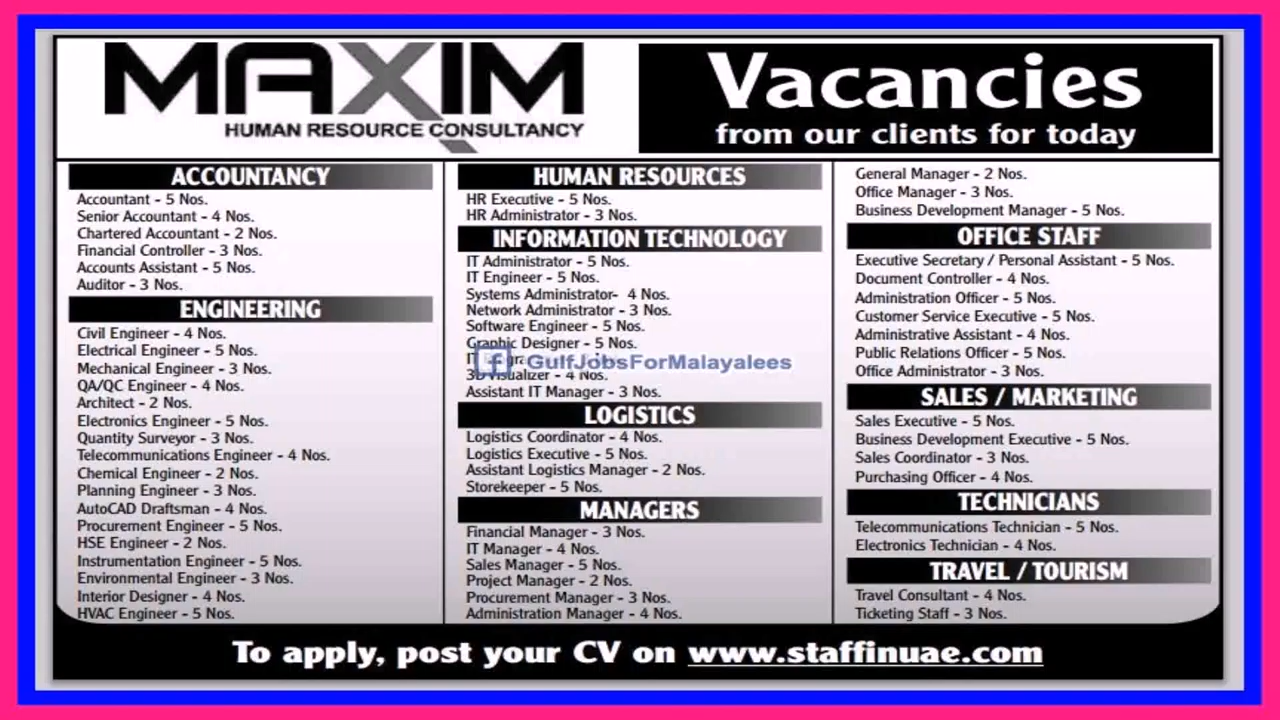 MAXIM
HUMAN RESOURCE CONSULTANCY
Vacancies
from our clients for today
ACCOUNTANCY
Accountant - 5 Nos.
Senior Accountant - 4 Nos.
Chartered Accountant - 2 Nos.
Financial Controller - 3 Nos.
Accounts Assistant - 5 Nos.
Auditor - 3 Nos.
ENGINEERING
Civil Engineer - 4 Nos.
Electrical Engineer - 5 Nos.
Mechanical Engineer - 3 Nos.
QA/QC Engineer - 4 Nos.
Architect - 2 Nos.
Electronics Engineer - 5 Nos.
Quantity Surveyor - 3 Nos.
Telecommunications Engineer - 4 Nos.
Chemical Engineer - 2 Nos.
Planning Engineer - 3 Nos.
AutoCAD Draftsman - 4 Nos.
Procurement Engineer - 5 Nos.
HSE Engineer - 2 Nos.
Instrumentation Engineer - 5 Nos.
Environmental Engineer - 3 Nos.
Interior Designer - 4 Nos.
HVAC Engineer - 5 Nos.
HUMAN RESOURCES
HR Executive - 5 Nos.
HR Administrator - 3 Nos.
INFORMATION TECHNOLOGY
IT Administrator - 5 Nos.
IT Engineer - 5 Nos.
Systems Administrator- 4 Nos.
Network Administrator - 3 Nos.
Software Engineer - 5 Nos.
Graphic Designer - 5 Nos.
IT
f GulfJobsForMalayalees
3D Visualizer - 4 Nos.
Assistant IT Manager - 3 Nos.
LOGISTICS
Logistics Coordinator - 4 Nos.
Logistics Executive - 5 Nos.
Assistant Logistics Manager - 2 Nos.
Storekeeper - 5 Nos.
MANAGERS
Financial Manager - 3 Nos.
IT Manager - 4 Nos.
Sales Manager - 5 Nos.
Project Manager - 2 Nos.
Procurement Manager - 3 Nos.
Administration Manager - 4 Nos.
General Manager - 2 Nos.
Office Manager - 3 Nos.
Business Development Manager - 5 Nos.
OFFICE STAFF
Executive Secretary / Personal Assistant - 5 Nos.
Document Controller - 4 Nos.
Administration Officer - 5 Nos.
Customer Service Executive - 5 Nos.
Administrative Assistant - 4 Nos.
Public Relations Officer - 5 Nos.
Office Administrator - 3 Nos.
SALES / MARKETING
Sales Executive - 5 Nos.
Business Development Executive - 5 Nos.
Sales Coordinator - 3 Nos.
Purchasing Officer - 4 Nos.
TECHNICIANS
Telecommunications Technician - 5 Nos.
Electronics Technician - 4 Nos.
TRAVEL / TOURISM
Travel Consultant - 4 Nos.
Ticketing Staff - 3 Nos.
To apply, post your CV on www.staffinuae.com